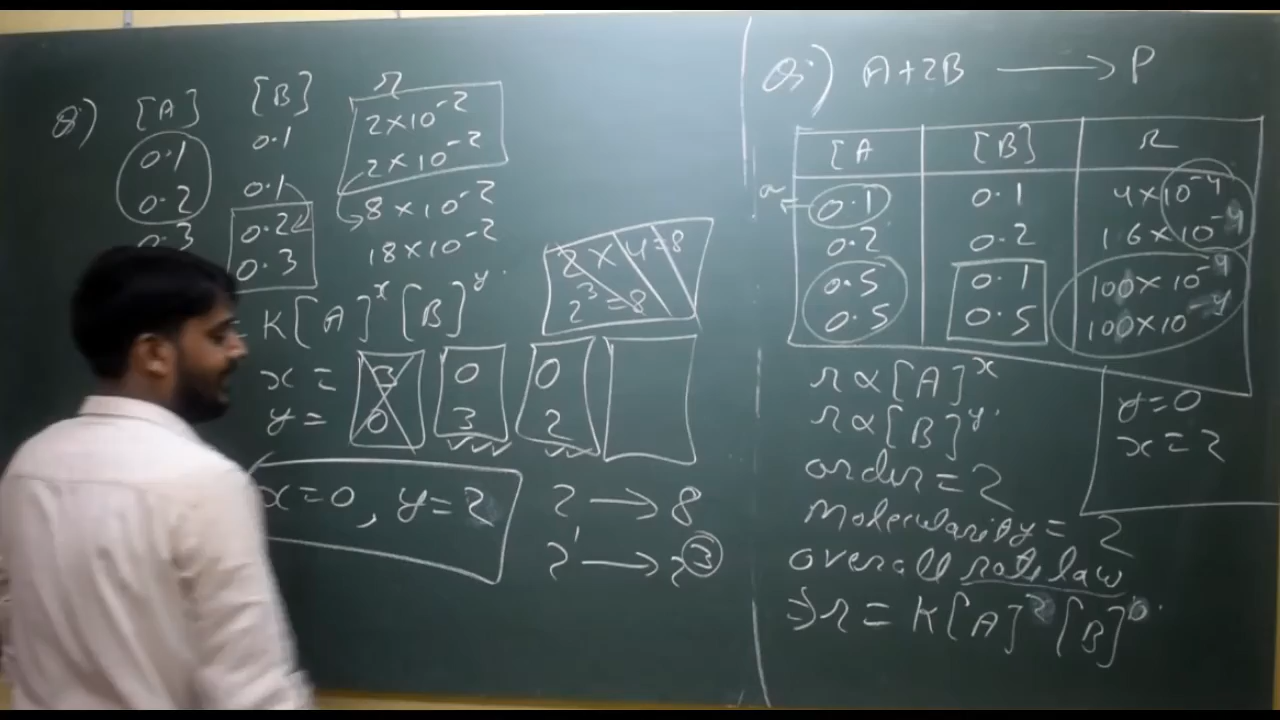 Q) [A] [B] r
0.1 0.1 2×10⁻²
0.2 0.1 2×10⁻²
0.3 0.2 8×10⁻²
0.3 18×10⁻²
= K[A]ˣ[B]ʸ
2×4=8
2³=8
x = 3 0 0
y = 0 3 2
x=0, y=2
2 → 8
2¹ → 2³
Q) A+2B → P
[A [B] r
a ← 0.1 0.1 4×10⁻⁴
0.2 0.2 16×10⁻⁴
0.5 0.1 100×10⁻⁴
0.5 0.5 100×10⁻⁴
r∝[A]ˣ
r∝[B]ʸ
y=0
x=2
order=2
Molecularity= 2
overall rate law
⇒ r = K[A]²[B]⁰